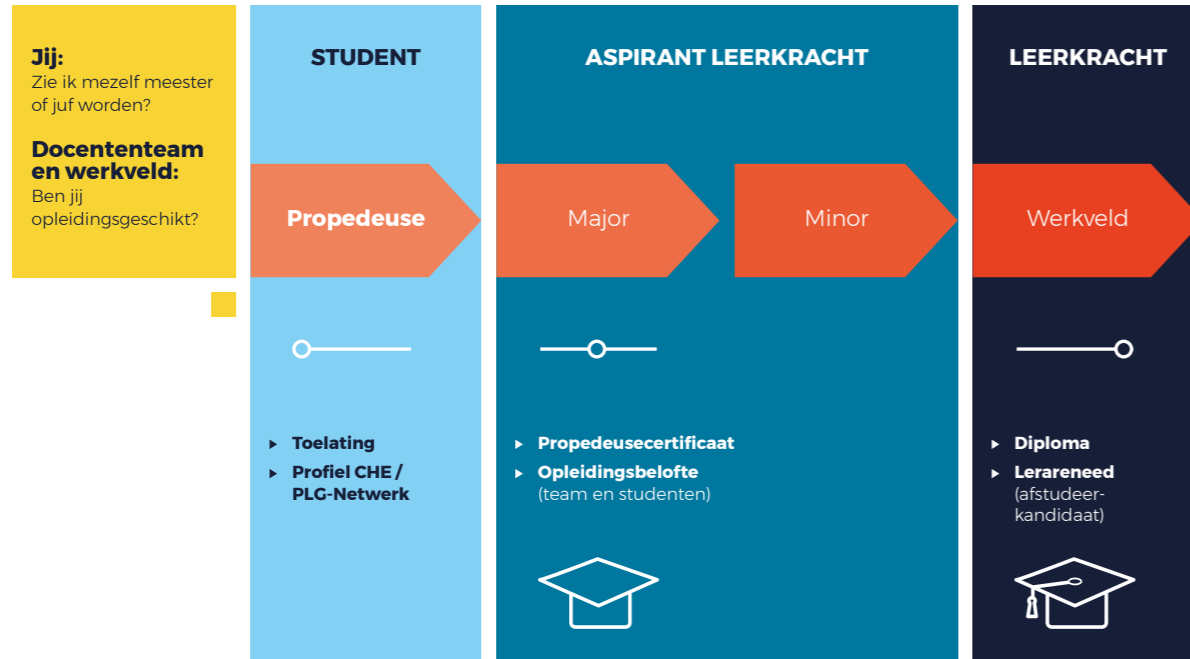 Jij:
Zie ik mezelf meester
of juf worden?
Docententeam
en werkveld:
Ben jij
opleidingsgeschikt?
STUDENT
Propedeuse
Toelating
Profiel CHE /
PLG-Netwerk
ASPIRANT LEERKRACHT
Major
Minor
Propedeusecertificaat
Opleidingsbelofte
(team en studenten)
LEERKRACHT
Werkveld
Diploma
Lerareneed
(afstudeer-
kandidaat)